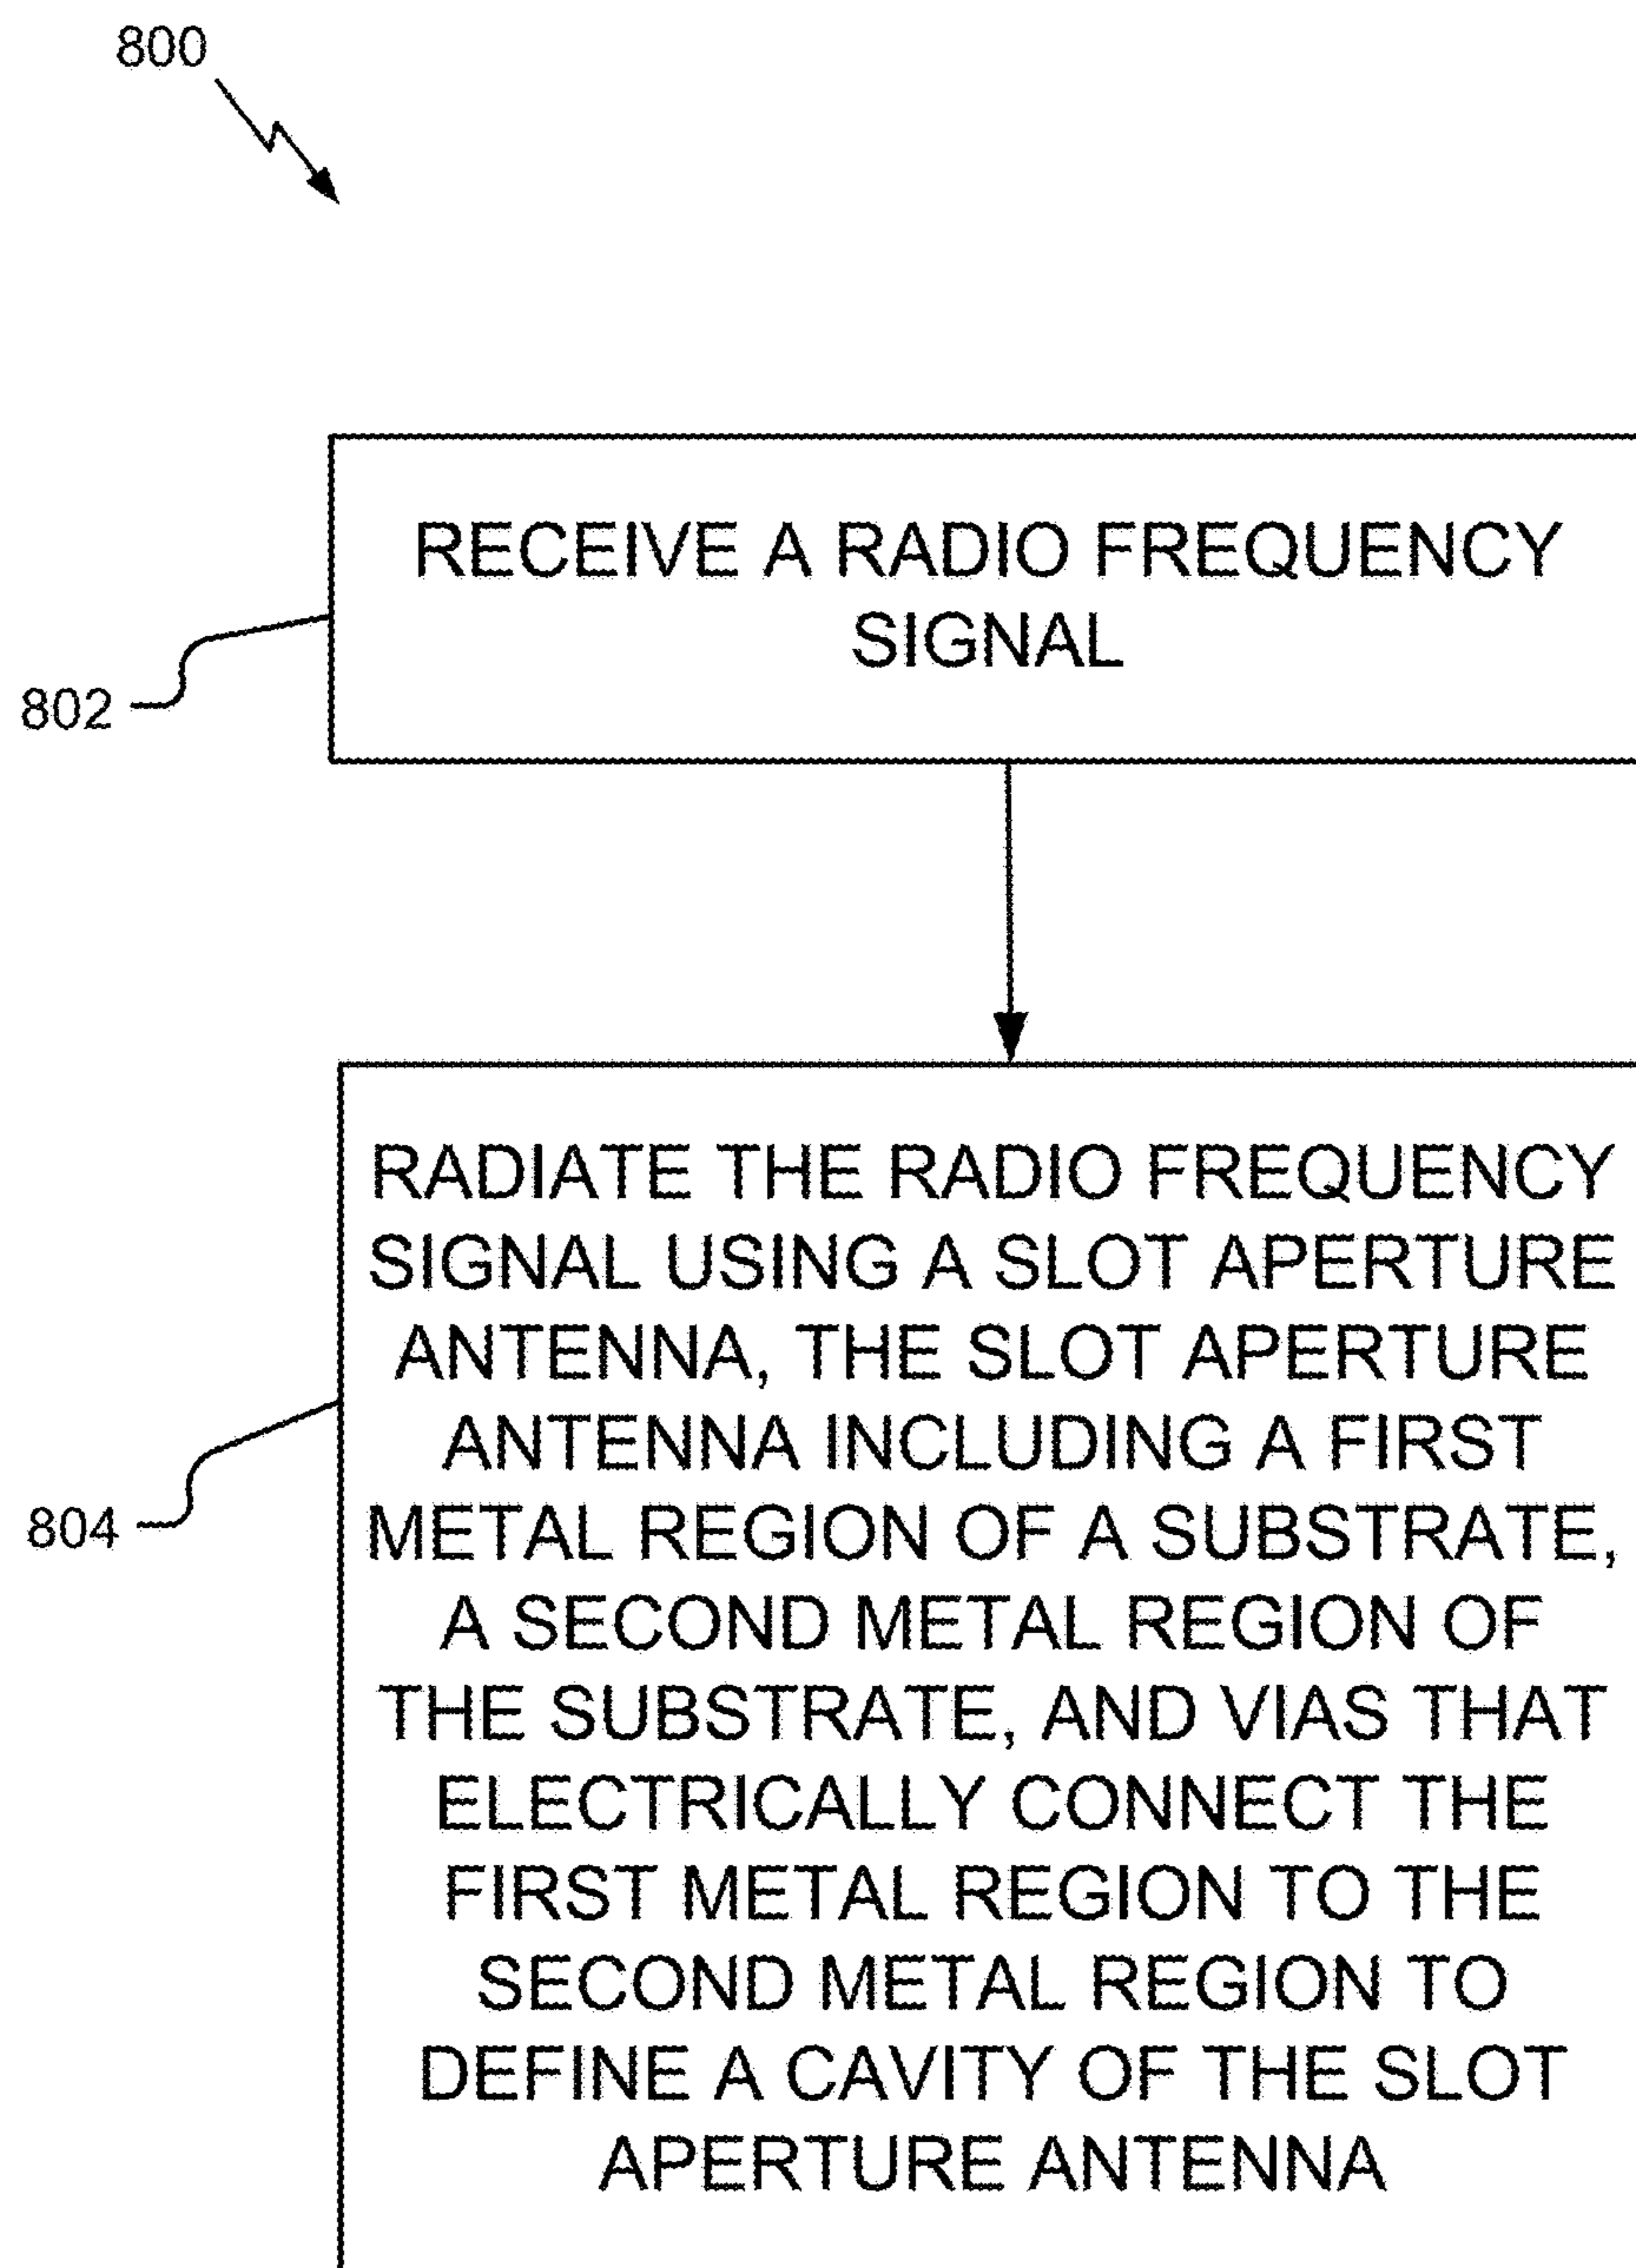 800
RECEIVE A RADIO FREQUENCY
SIGNAL
802
RADIATE THE RADIO FREQUENCY
SIGNAL USING A SLOT APERTURE
ANTENNA, THE SLOT APERTURE
ANTENNA INCLUDING A FIRST
METAL REGION OF A SUBSTRATE,
A SECOND METAL REGION OF
THE SUBSTRATE, AND VIAS THAT
ELECTRICALLY CONNECT THE
FIRST METAL REGION TO THE
SECOND METAL REGION TO
DEFINE A CAVITY OF THE SLOT
APERTURE ANTENNA
804